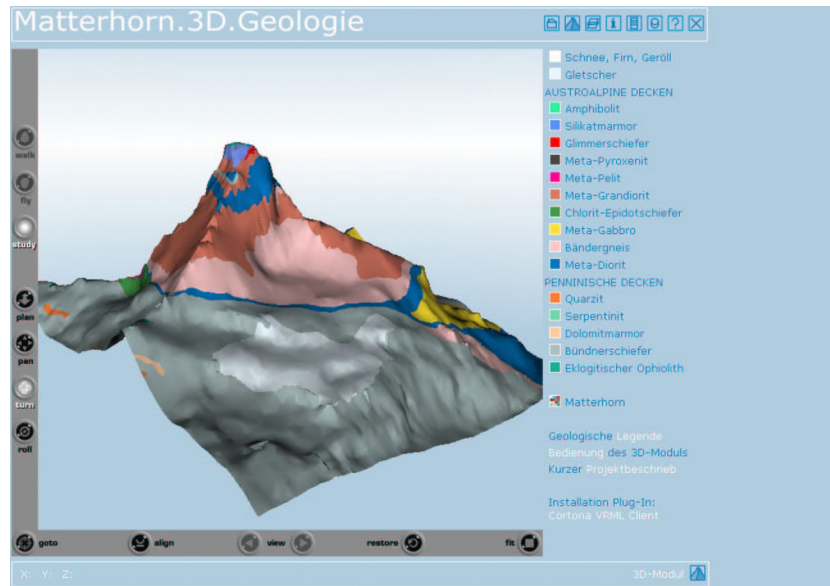 Matterhorn.3D.Geologie
Schnee, Firn, Geröll
Gletscher
AUSTROALPINE DECKEN
Amphibolit
Silikatmarmor
Glimmerschiefer
Meta-Pyroxenit
Meta-Pelit
Meta-Grandiorit
Chlorit-Epidotschiefer
Meta-Gabbro
Bändergneis
Meta-Diorit
PENNINISCHE DECKEN
Quarzit
Serpentinit
Dolomitmarmor
Bündnerschiefer
Eklogitischer Ophiolith
Matterhorn
Geologische Legende
Bedienung des 3D-Moduls
Kurzer Projektbeschrieb
Installation Plug-In:
Cortona VRML Client
walk
fly
study
plan
pan
turn
roll
goto align view restore fit
X: Y: Z: 3D-Modul